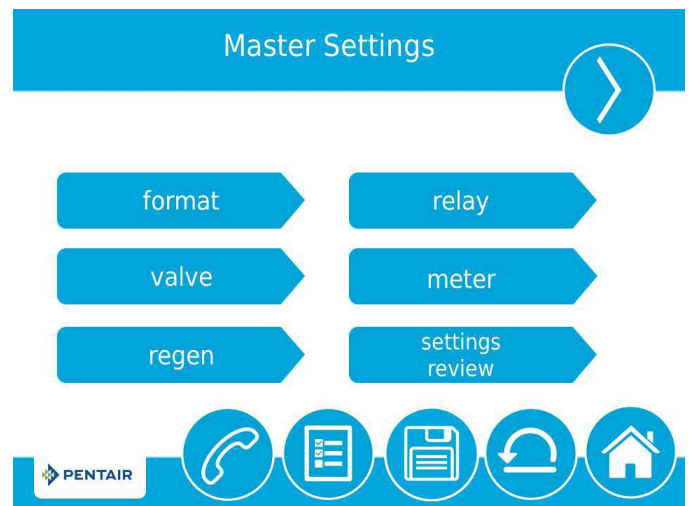 Master Settings
format
relay
valve
meter
regen
settings
review
PENTAIR